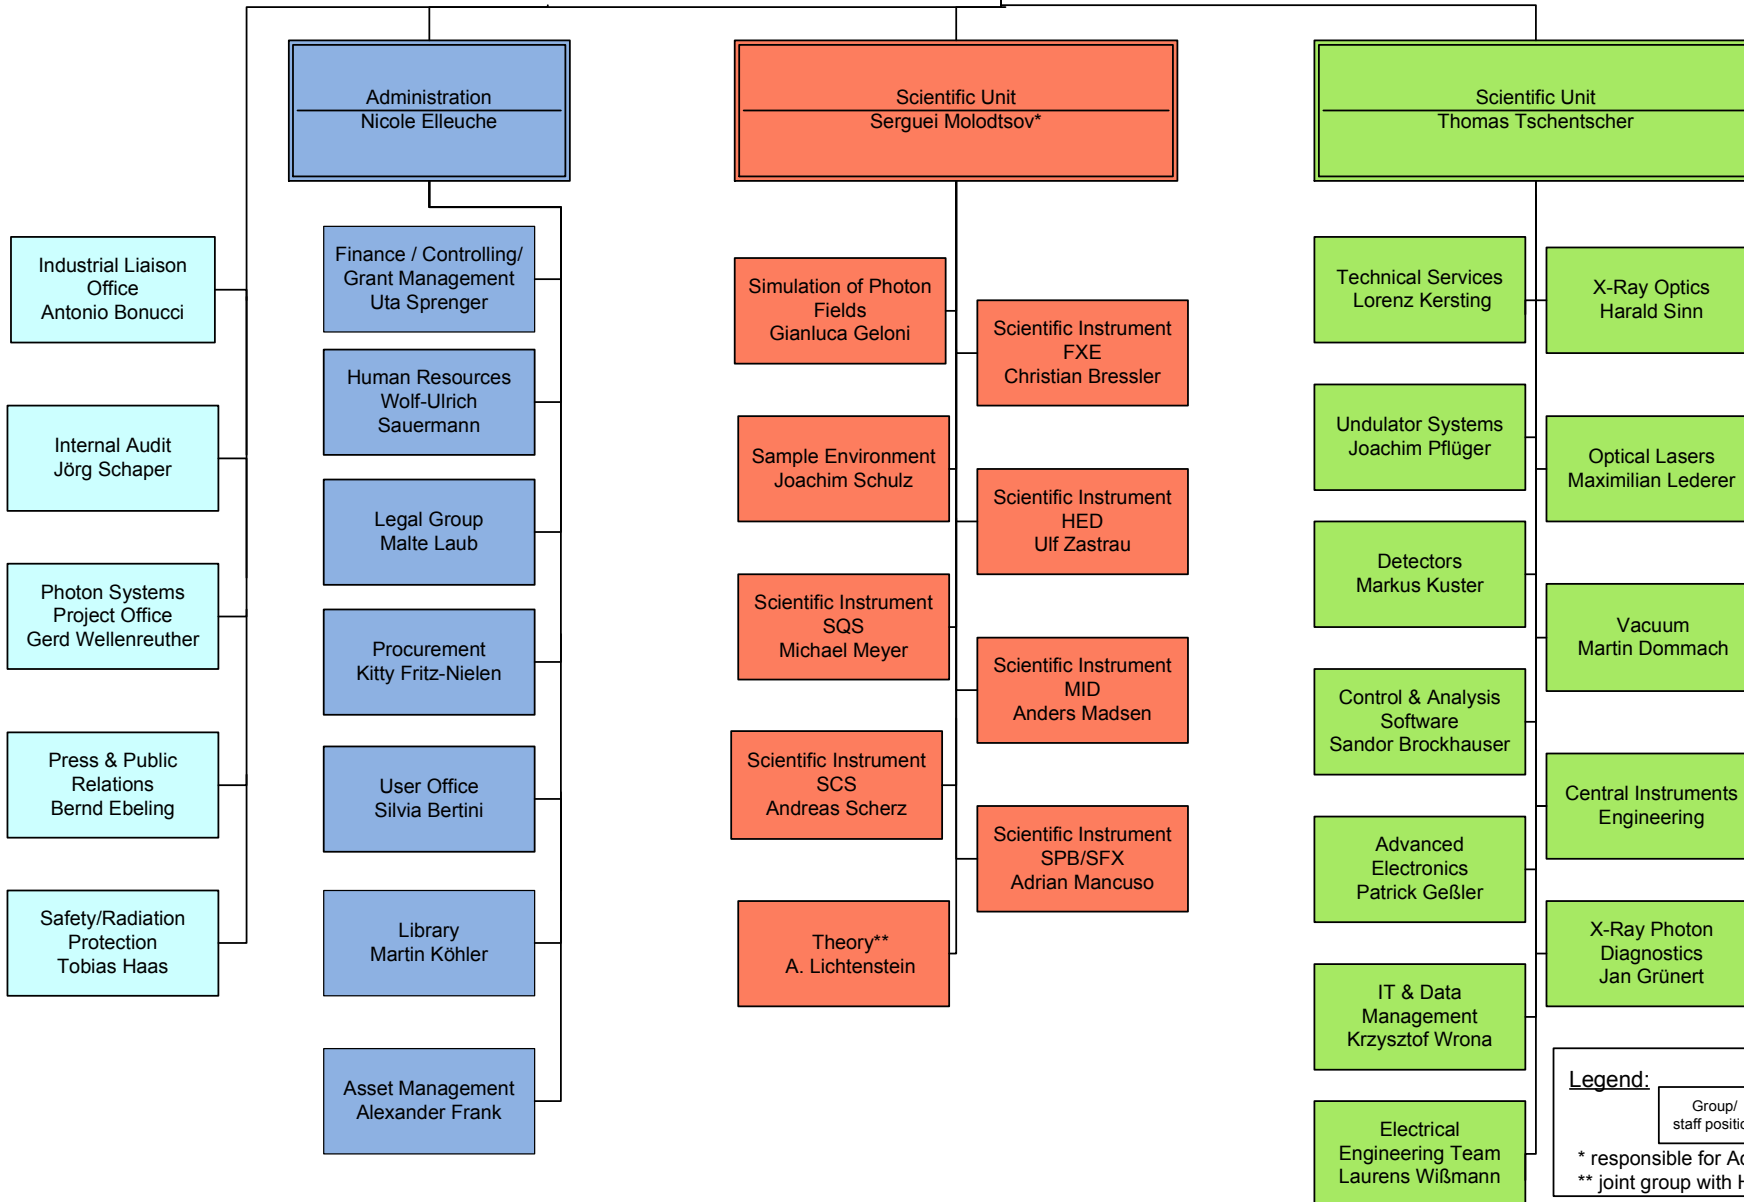 Administration
Nicole Elleuche
Scientific Unit
Serguei Molodtsov*
Scientific Unit
Thomas Tschentscher
Industrial Liaison
Office
Antonio Bonucci
Internal Audit
Jörg Schaper
Photon Systems
Project Office
Gerd Wellenreuther
Press & Public
Relations
Bernd Ebeling
Safety/Radiation
Protection
Tobias Haas
Finance / Controlling/
Grant Management
Uta Sprenger
Human Resources
Wolf-Ulrich
Sauermann
Legal Group
Malte Laub
Procurement
Kitty Fritz-Nielen
User Office
Silvia Bertini
Library
Martin Köhler
Asset Management
Alexander Frank
Simulation of Photon
Fields
Gianluca Geloni
Sample Environment
Joachim Schulz
Scientific Instrument
SQS
Michael Meyer
Scientific Instrument
SCS
Andreas Scherz
Theory**
A. Lichtenstein
Scientific Instrument
FXE
Christian Bressler
Scientific Instrument
HED
Ulf Zastrau
Scientific Instrument
MID
Anders Madsen
Scientific Instrument
SPB/SFX
Adrian Mancuso
Technical Services
Lorenz Kersting
Undulator Systems
Joachim Pflüger
Detectors
Markus Kuster
Control & Analysis
Software
Sandor Brockhauser
Advanced
Electronics
Patrick Geßler
IT & Data
Management
Krzysztof Wrona
Electrical
Engineering Team
Laurens Wißmann
X-Ray Optics
Harald Sinn
Optical Lasers
Maximilian Lederer
Vacuum
Martin Dommach
Central Instruments
Engineering
X-Ray Photon
Diagnostics
Jan Grünert
Legend:
Group/
staff
* responsible for
** joint group with